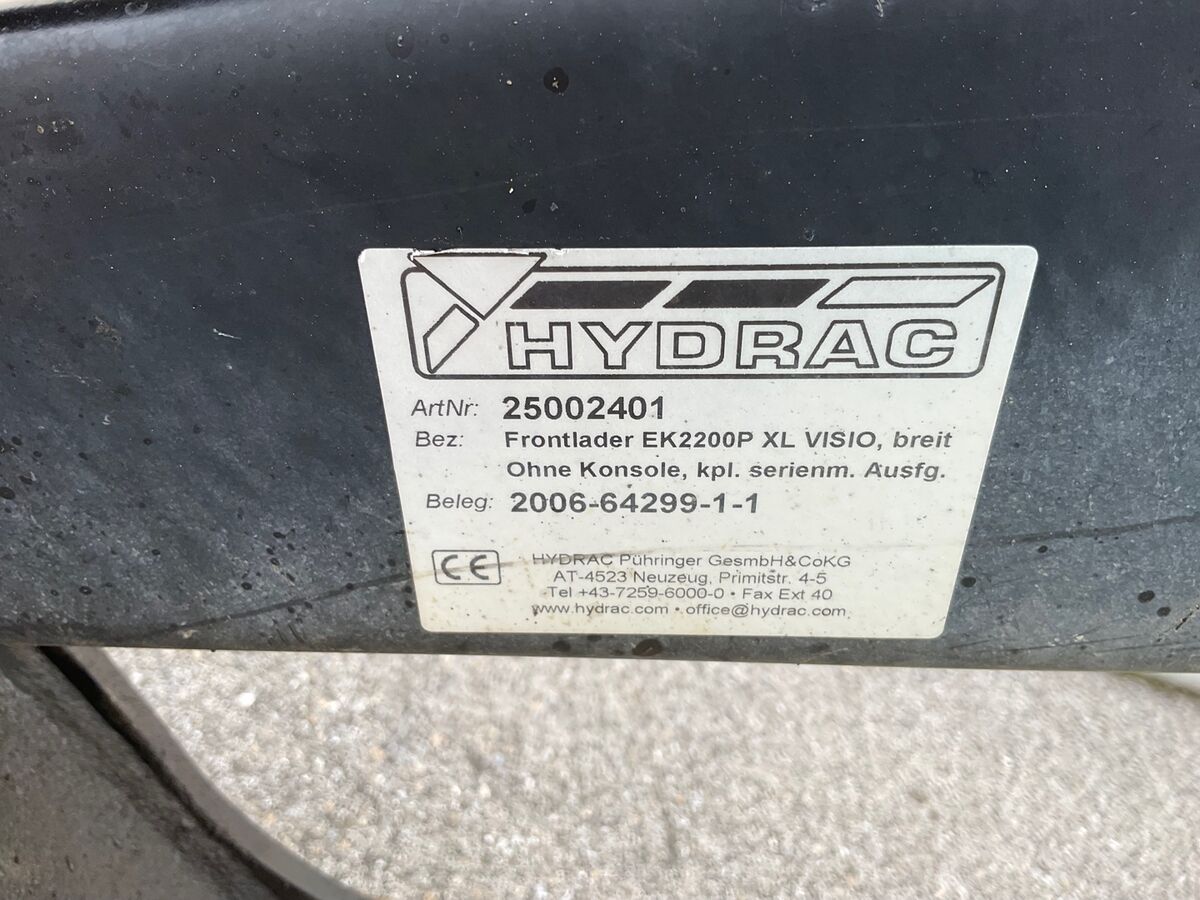 HYDRAC
ArtNr: 25002401
Bez: Frontlader EK2200P XL VISIO, breit
Ohne Konsole, kpl. serienm. Ausfg.
Beleg: 2006-64299-1-1
CE
HYDRAC Pühringer GesmbH&CoKG
AT-4523 Neuzeug, Primitstr. 4-5
Tel +43-7259-6000-0 • Fax Ext 40
www.hydrac.com • office@hydrac.com